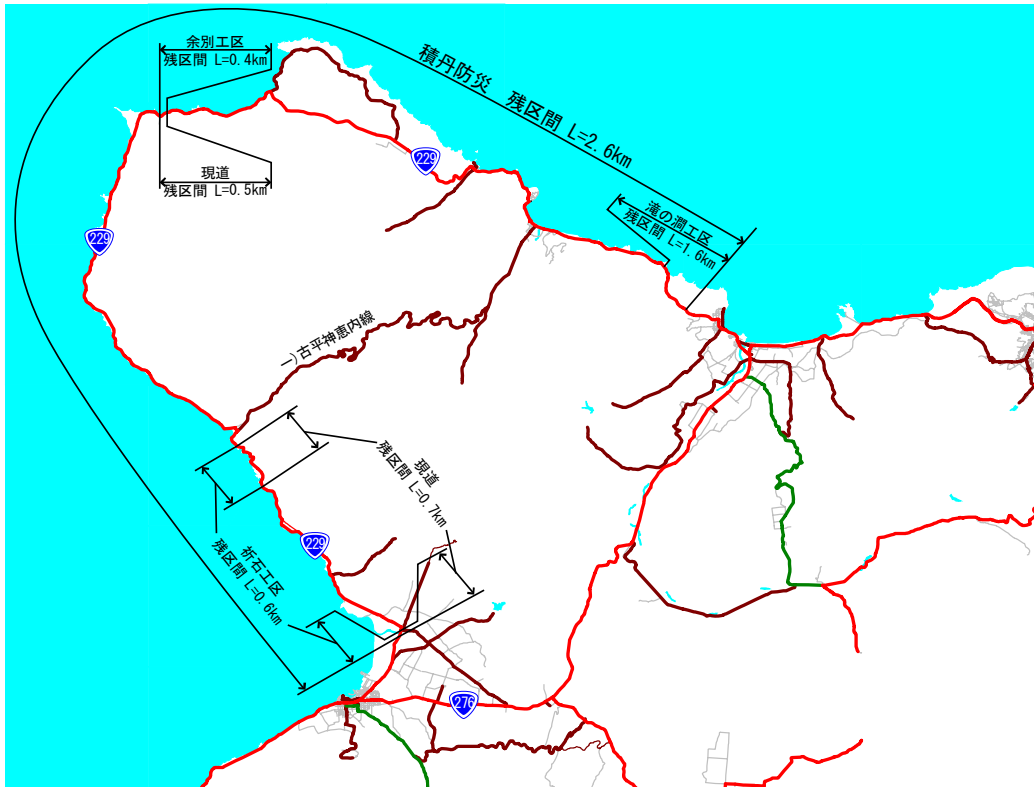 余別工区
残区間 L=0.4km
積丹防災 残区間 L=2.6km
現道
残区間 L=0.5km
229
229
滝の澗工区
残区間 L=1.6km
一)古平神恵内線
現道
残区間 L=0.7km
229
祈石工区
残区間 L=0.6km
276